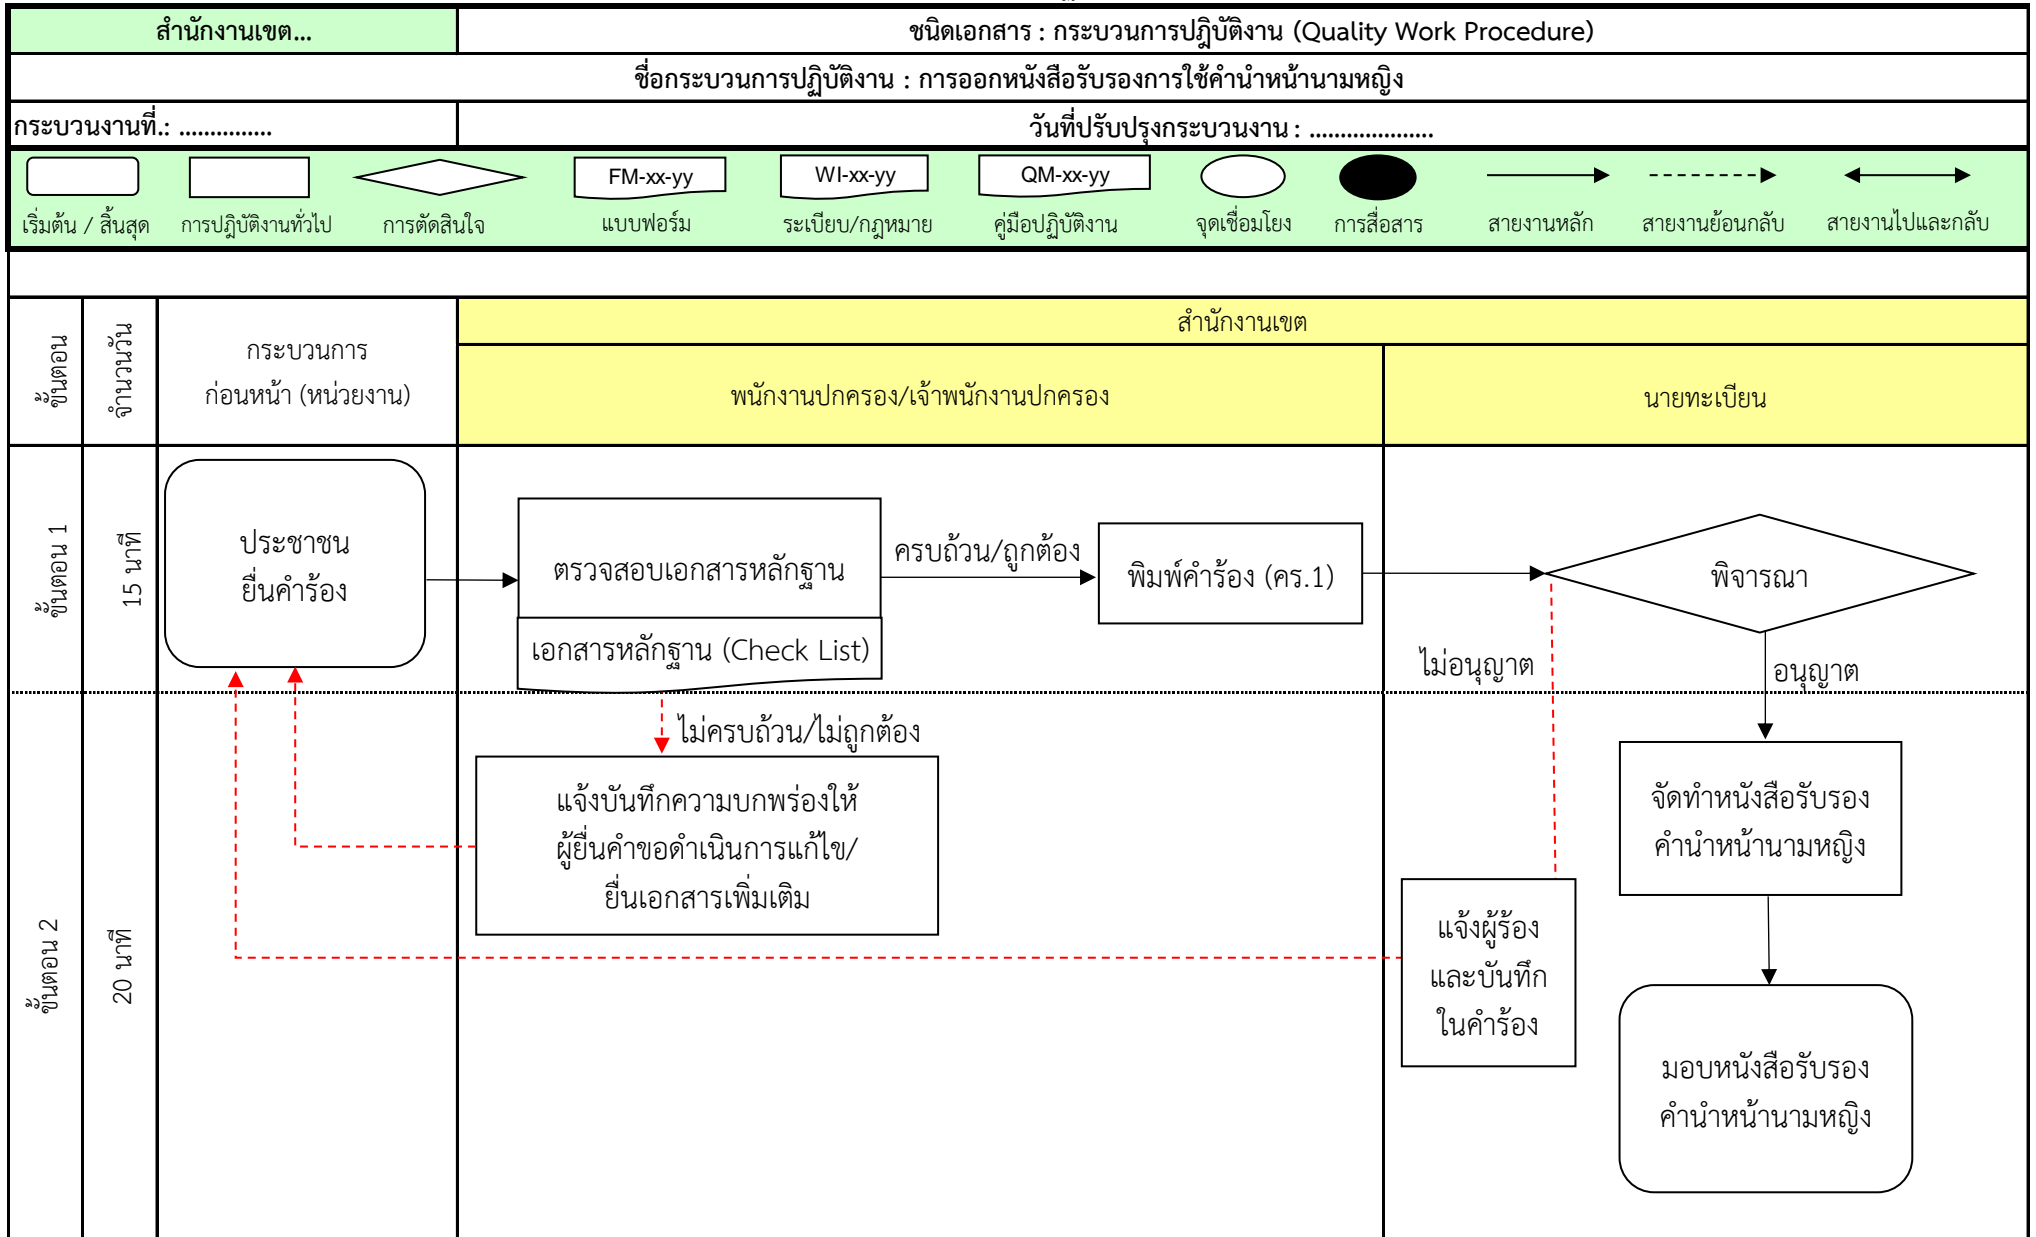 สำนักงานเขต...
ชนิดเอกสาร : กระบวนการปฎิบัติงาน (Quality Work Procedure)
ชื่อกระบวนการปฏิบัติงาน : การออกหนังสือรับรองการใช้คำนำหน้านามหญิง
กระบวนงานที่.: ...............
วันที่ปรับปรุงกระบวนงาน : ....................
FM-xx-yy
WI-xx-yy
QM-xx-yy
เริ่มต้น / สิ้นสุด
การปฎิบัติงานทั่วไป
การตัดสินใจ
แบบฟอร์ม
ระเบียบ/กฎหมาย
คู่มือปฏิบัติงาน
จุดเชื่อมโยง
การสื่อสาร
สายงานหลัก
สายงานย้อนกลับ
สายงานไปและกลับ
ขั้นตอน
จำนวนวัน
กระบวนการ
ก่อนหน้า (หน่วยงาน)
สำนักงานเขต
พนักงานปกครอง/เจ้าพนักงานปกครอง
นายทะเบียน
ขั้นตอน 1
15 นาที
ประชาชน
ยื่นคำร้อง
ตรวจสอบเอกสารหลักฐาน
เอกสารหลักฐาน (Check List)
ครบถ้วน/ถูกต้อง
พิมพ์คำร้อง (คร.1)
พิจารณา
ไม่อนุญาต
อนุญาต
ขั้นตอน 2
20 นาที
ไม่ครบถ้วน/ไม่ถูกต้อง
แจ้งบันทึกความบกพร่องให้
ผู้ยื่นคำขอดำเนินการแก้ไข/
ยื่นเอกสารเพิ่มเติม
จัดทำหนังสือรับรอง
คำนำหน้านามหญิง
แจ้งผู้ร้อง
และบันทึก
ในคำร้อง
มอบหนังสือรับรอง
คำนำหน้านามหญิง